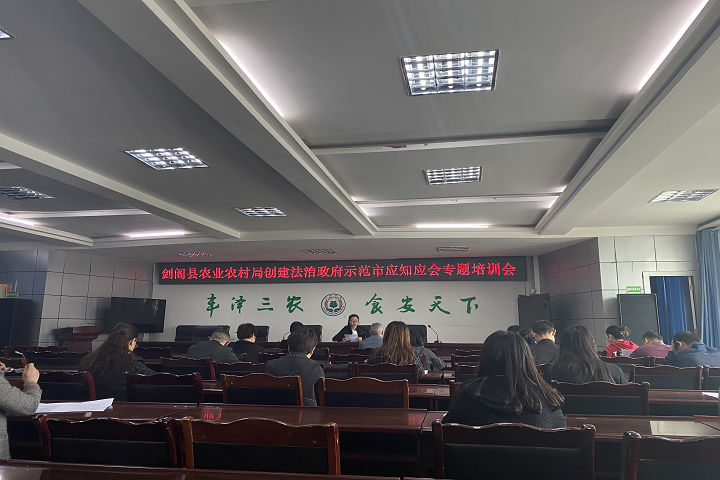 剑阁县农业农村局创建法治政府示范市应知应会专题培训会
丰泽三农 食安天下